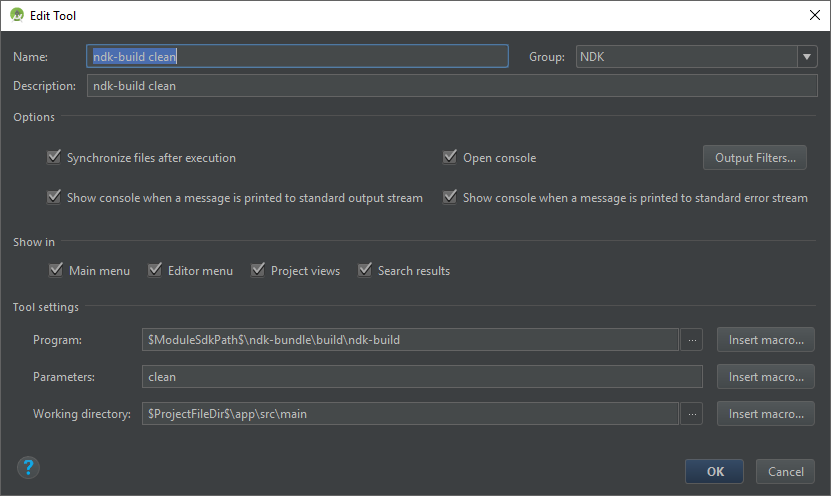 Edit Tool
Name: ndk-build clean Group: NDK
Description: ndk-build clean
Options
Synchronize files after execution Open console Output Filters...
Show console when a message is printed to standard output stream Show console when a message is printed to standard error stream
Show in
Main menu Editor menu Project views Search results
Tool settings
Program: $ModuleSdkPath$\ndk-bundle\build\ndk-build ... Insert macro...
Parameters: clean Insert macro...
Working directory: $ProjectFileDir$\app\src\main ... Insert macro...
? OK Cancel